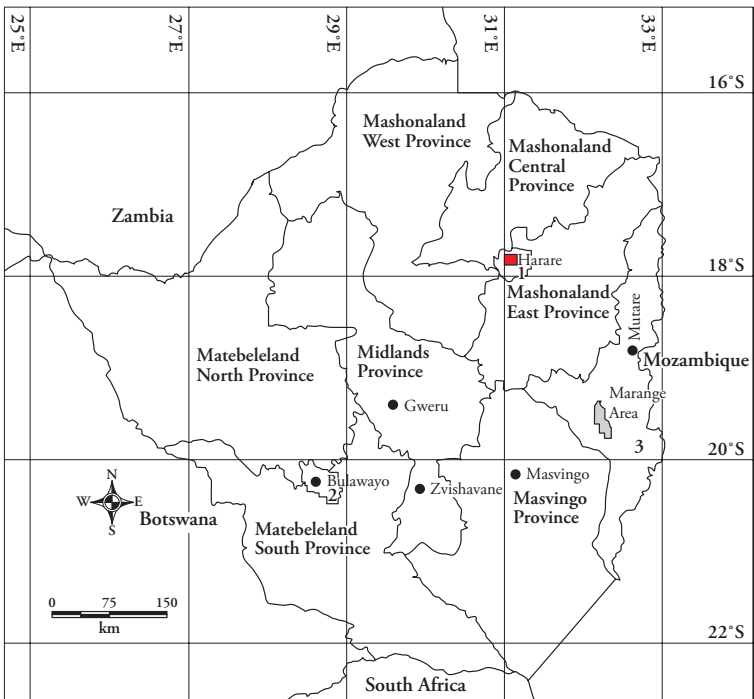 25°E
27°E
29°E
31°E
33°E
16°S
Mashonaland
West Province
Mashonaland
Central
Province
Zambia
Harare
1
18°S
Mashonaland
East Province
Mutare
Matebeleland
North Province
Midlands
Province
Mozambique
Marange
Area
Gweru
3
20°S
N
W E
S
Bulawayo
2
Zvishavane
Masvingo
Masvingo
Province
Botswana
Matebeleland
South Province
0 75 150
km
22°S
South Africa